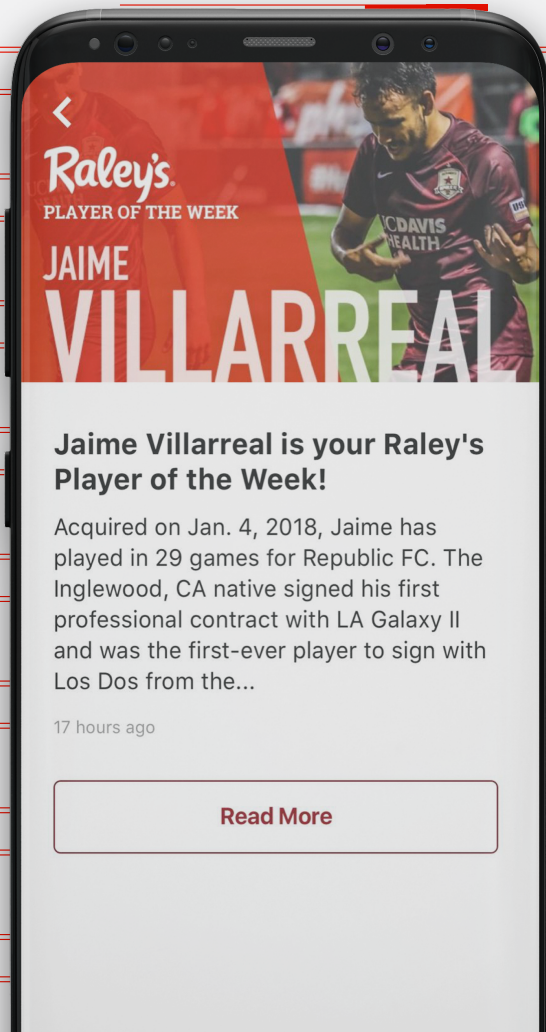 Raley's
PLAYER OF THE WEEK
JAIME
VILLARREAL
UCDAVIS
HEALTH
Jaime Villarreal is your Raley's
Player of the Week!
Acquired on Jan. 4, 2018, Jaime has
played in 29 games for Republic FC. The
Inglewood, CA native signed his first
professional contract with LA Galaxy II
and was the first-ever player to sign with
Los Dos from the...
17 hours ago
Read More